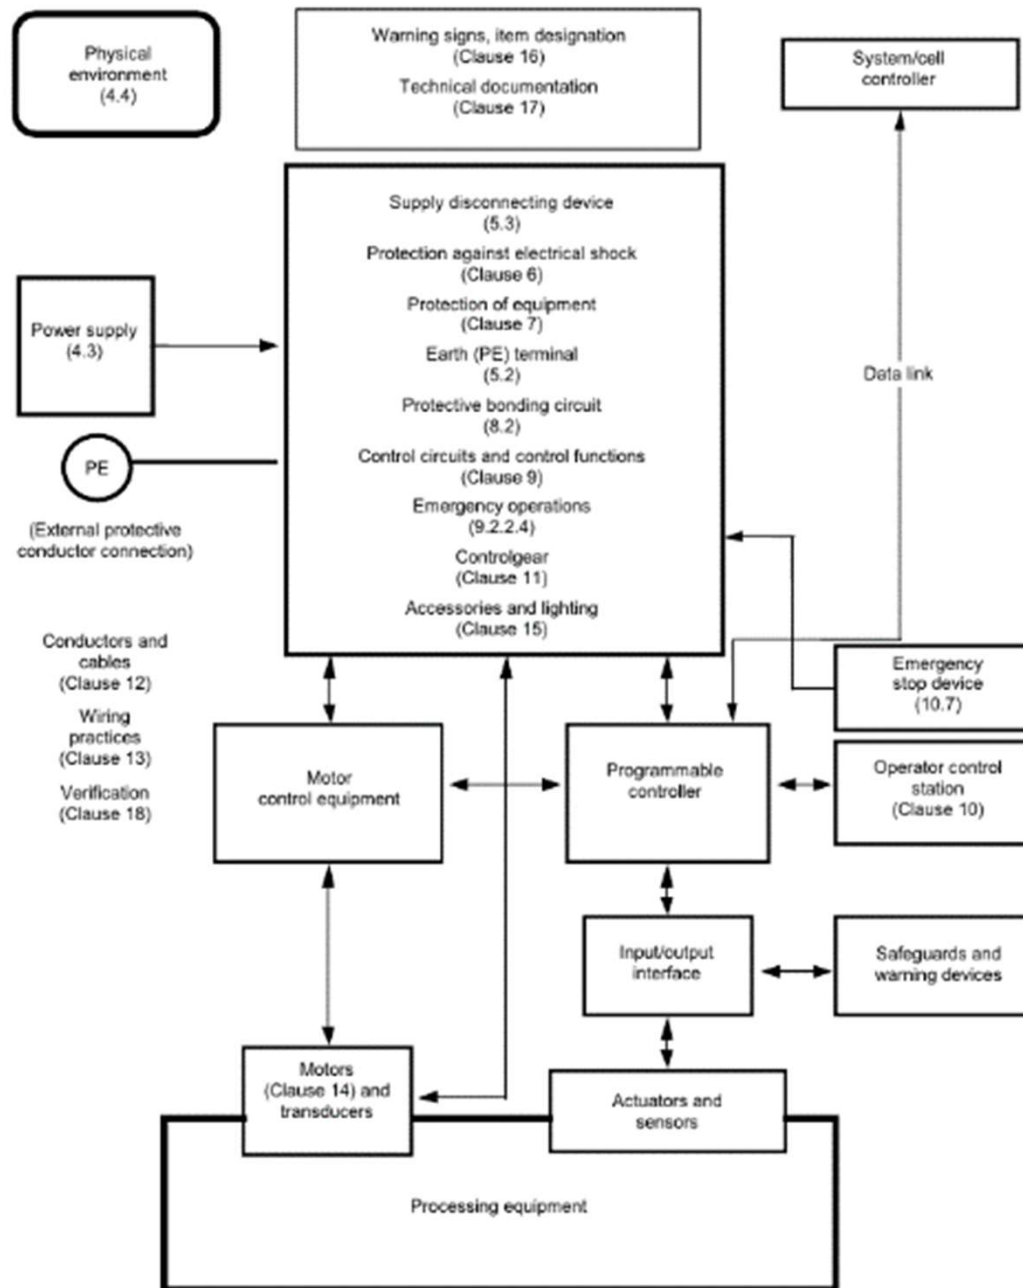 Physical
environment
(4.4)
Warning signs, item designation
(Clause 16)
Technical documentation
(Clause 17)
System/cell
controller
Supply disconnecting device
(5.3)
Protection against electrical shock
(Clause 6)
Protection of equipment
(Clause 7)
Earth (PE) terminal
(5.2)
Protective bonding circuit
(8.2)
Control circuits and control functions
(Clause 9)
Emergency operations
(9.2.2.4)
Controlgear
(Clause 11)
Accessories and lighting
(Clause 15)
Power supply
(4.3)
Data link
PE
(External protective
conductor connection)
Conductors and
cables
(Clause 12)
Wiring
practices
(Clause 13)
Verification
(Clause 18)
Emergency
stop device
(10.7)
Motor
control equipment
Programmable
controller
Operator control
station
(Clause 10)
Input/output
interface
Safeguards and
warning devices
Motors
(Clause 14) and
transducers
Actuators and
sensors
Processing equipment